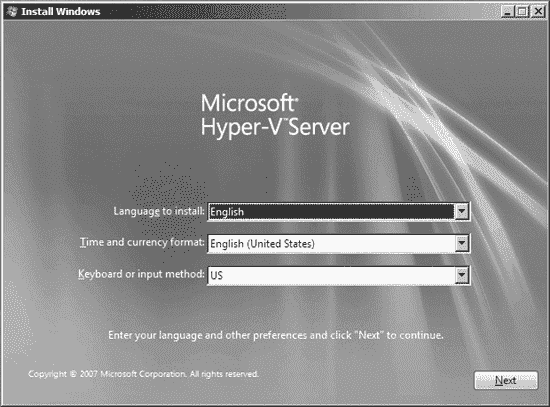 Install Windows
Microsoft®
Hyper-V™Server
Language to install: English
Time and currency format: English (United States)
Keyboard or input method: US
Enter your language and other preferences and click "Next" to continue.
Copyright © 2007 Microsoft Corporation. All rights reserved.
Next